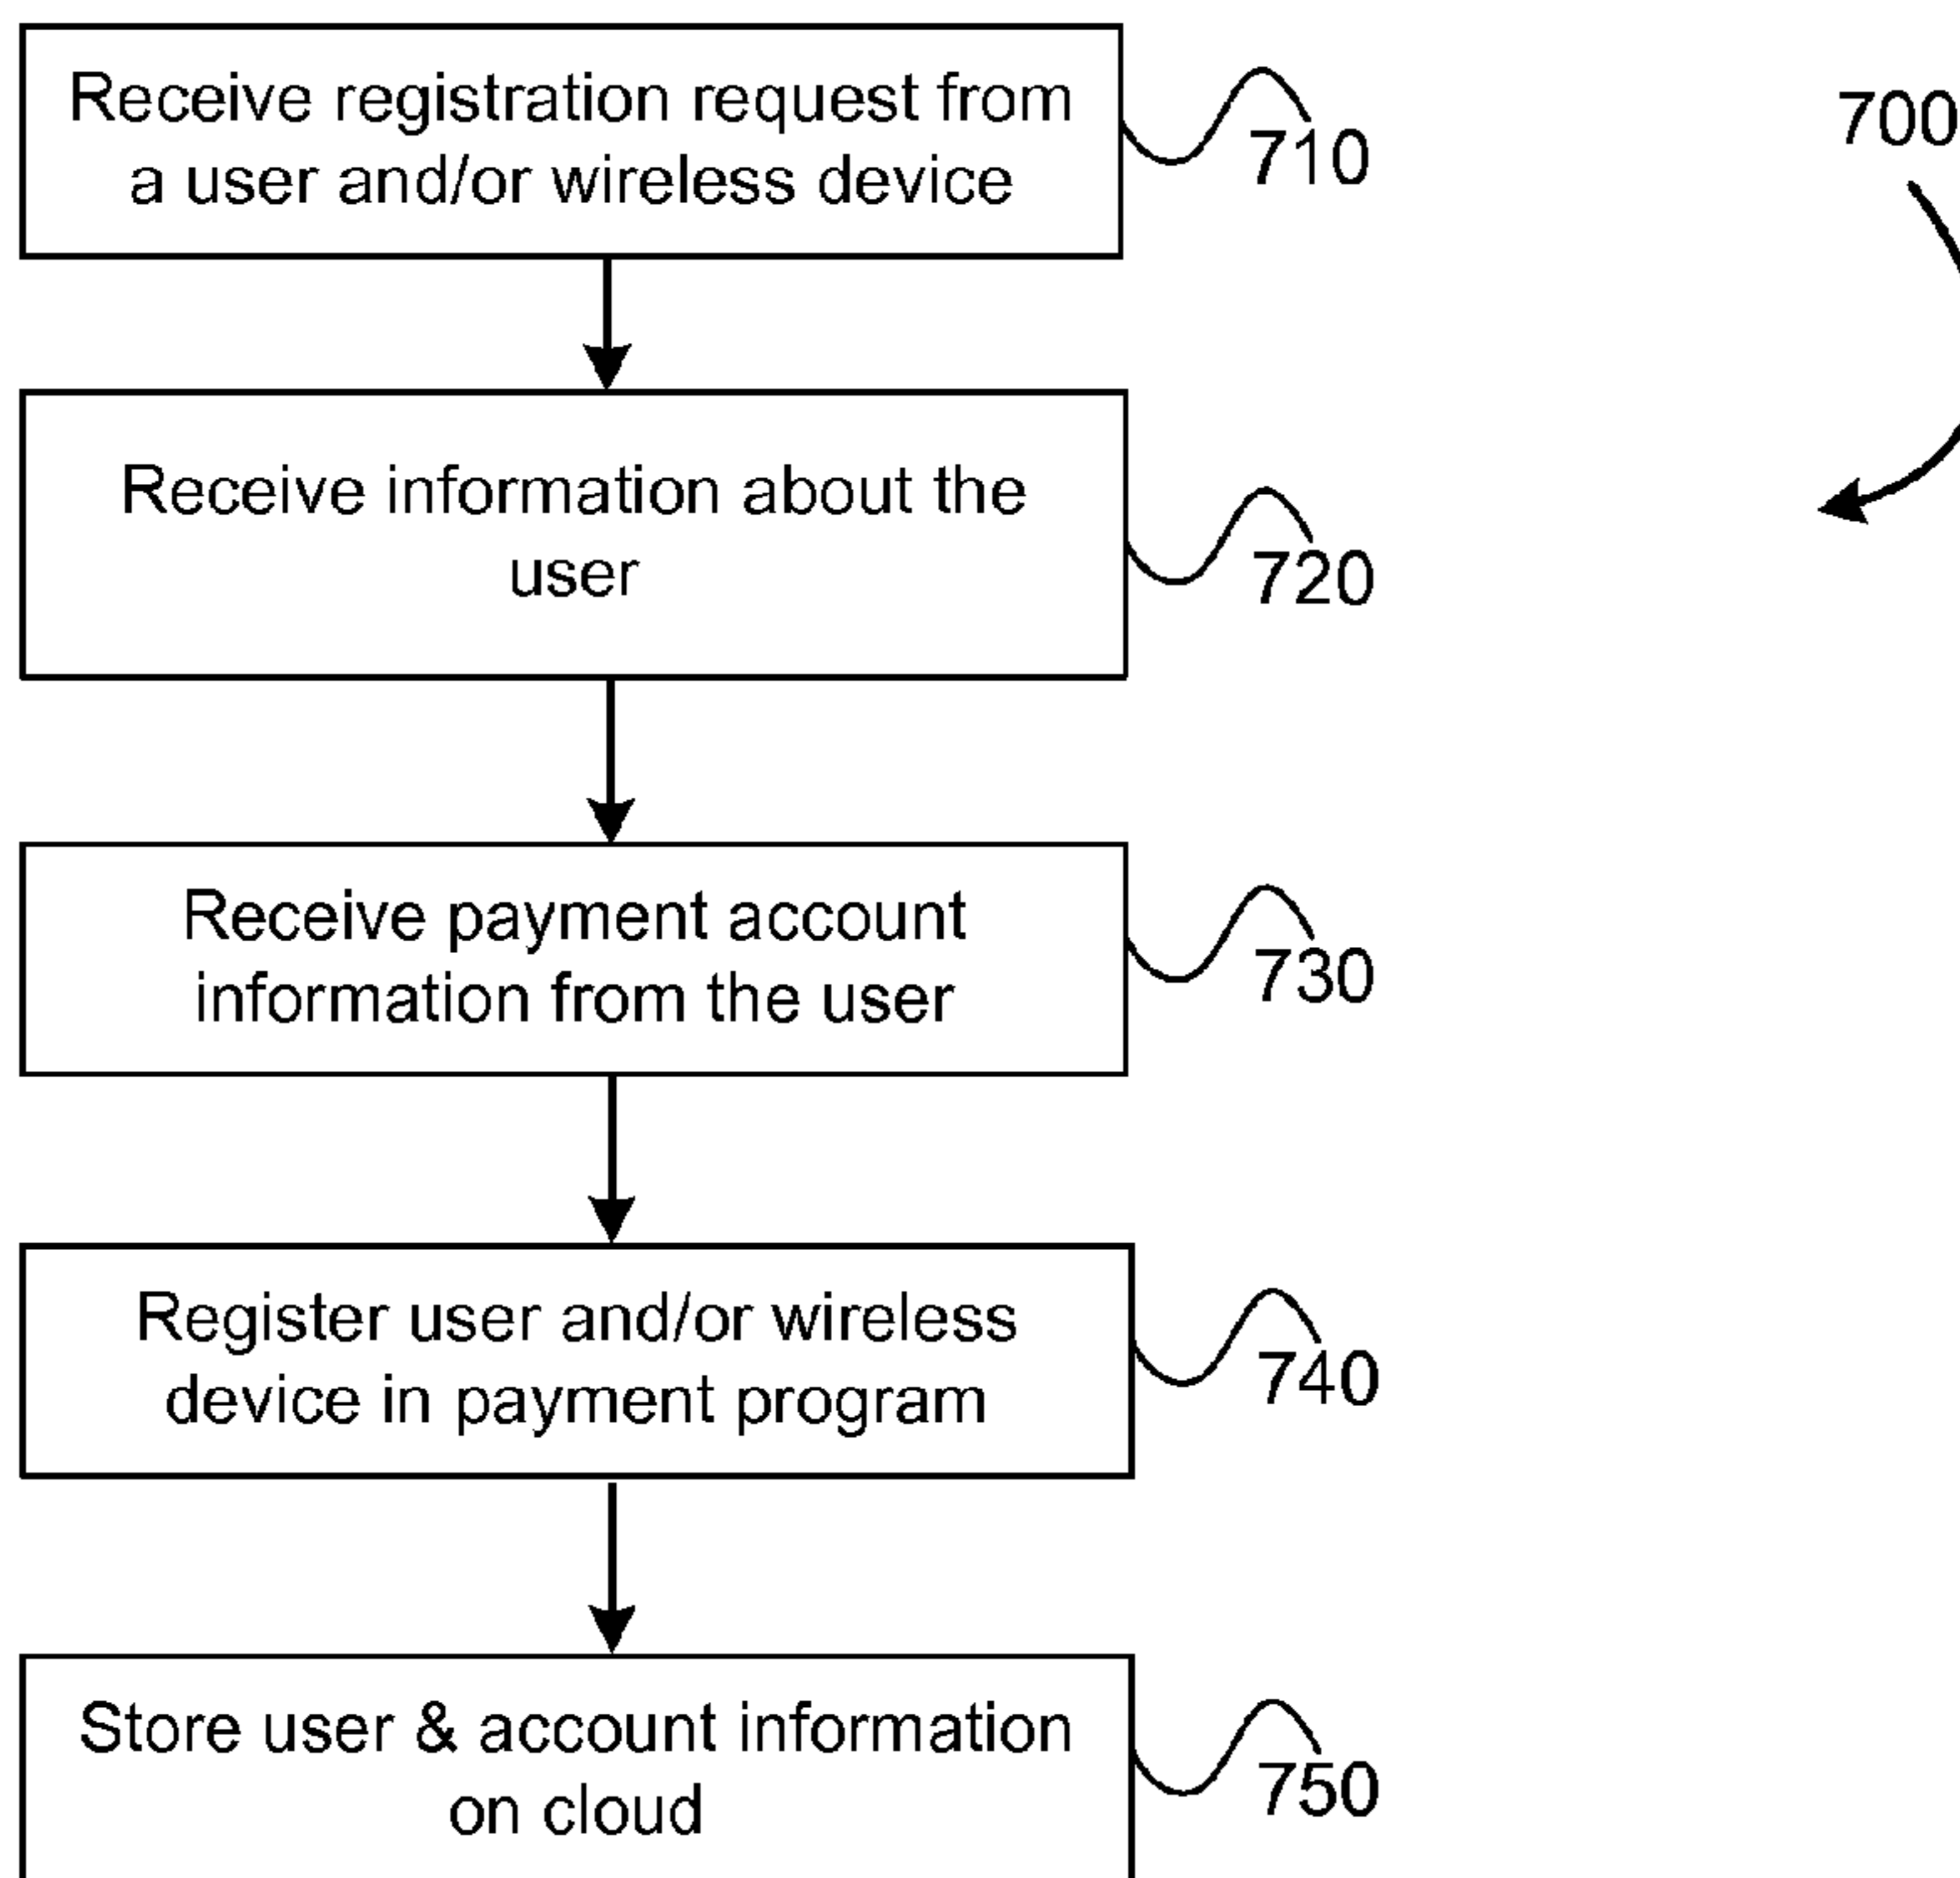 Receive registration request from
a user and/or wireless device
710
700
Receive information about the
user
720
Receive payment account
information from the user
730
Register user and/or wireless
device in payment program
740
Store user & account information
on cloud
750